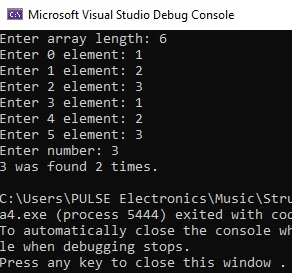 Microsoft Visual Studio Debug Console
Enter array length: 6
Enter 0 element: 1
Enter 1 element: 2
Enter 2 element: 3
Enter 3 element: 1
Enter 4 element: 2
Enter 5 element: 3
Enter number: 3
3 was found 2 times.
C:\Users\PULSE Electronics\Music\Stru
a4.exe (process 5444) exited with cod
To automatically close the console wh
le when debugging stops.
Press any key to close this window .